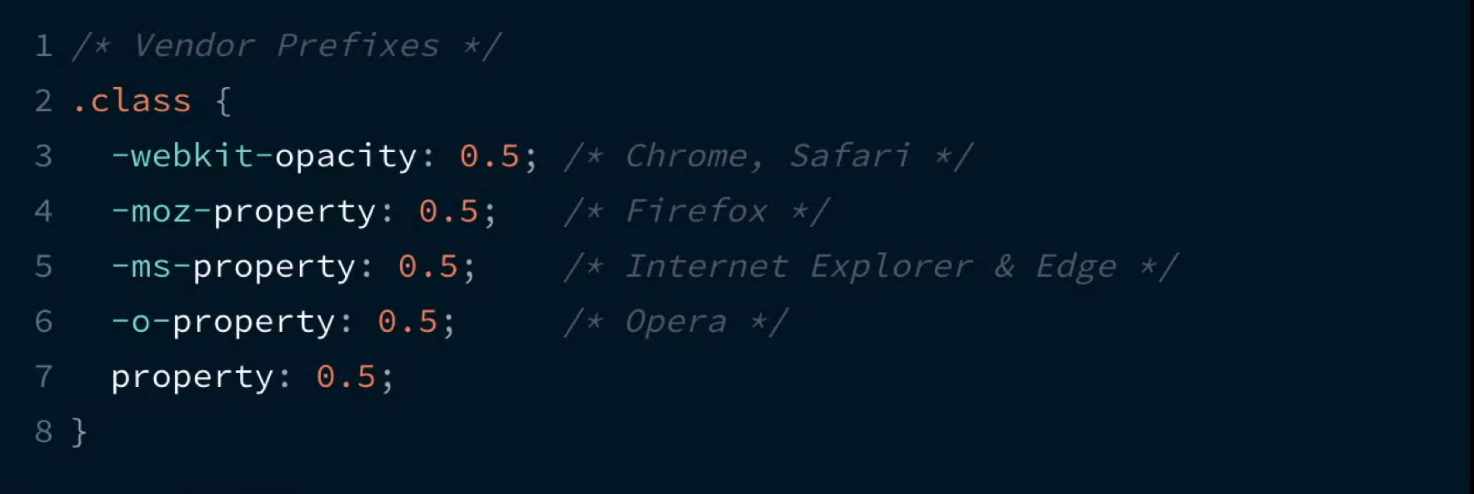 1 /* Vendor Prefixes */
2 .class {
3   -webkit-opacity: 0.5; /* Chrome, Safari */
4   -moz-property: 0.5;   /* Firefox */
5   -ms-property: 0.5;    /* Internet Explorer & Edge */
6   -o-property: 0.5;     /* Opera */
7   property: 0.5;
8 }